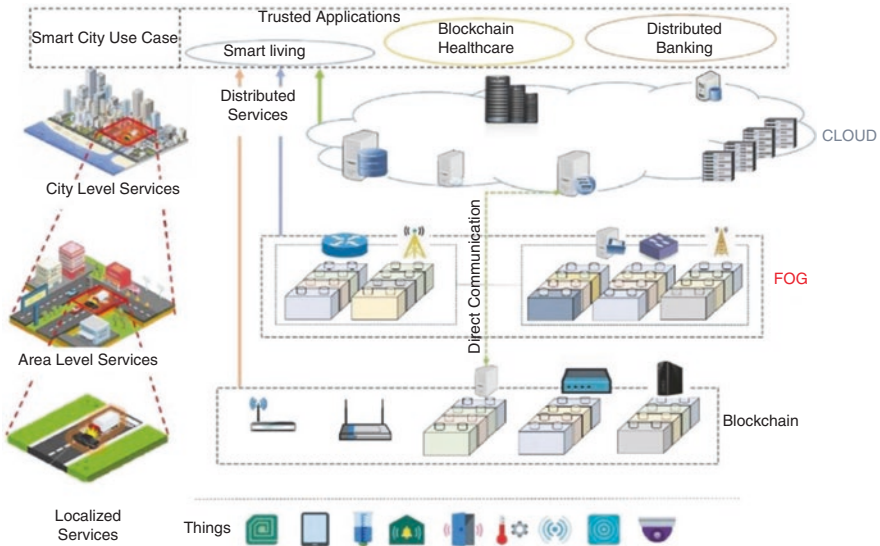 Smart City Use Case
Trusted Applications
Smart living
Blockchain
Healthcare
Distributed
Banking
Distributed
Services
CLOUD
City Level Services
Direct Communication
FOG
Area Level Services
Blockchain
Localized
Services
Things